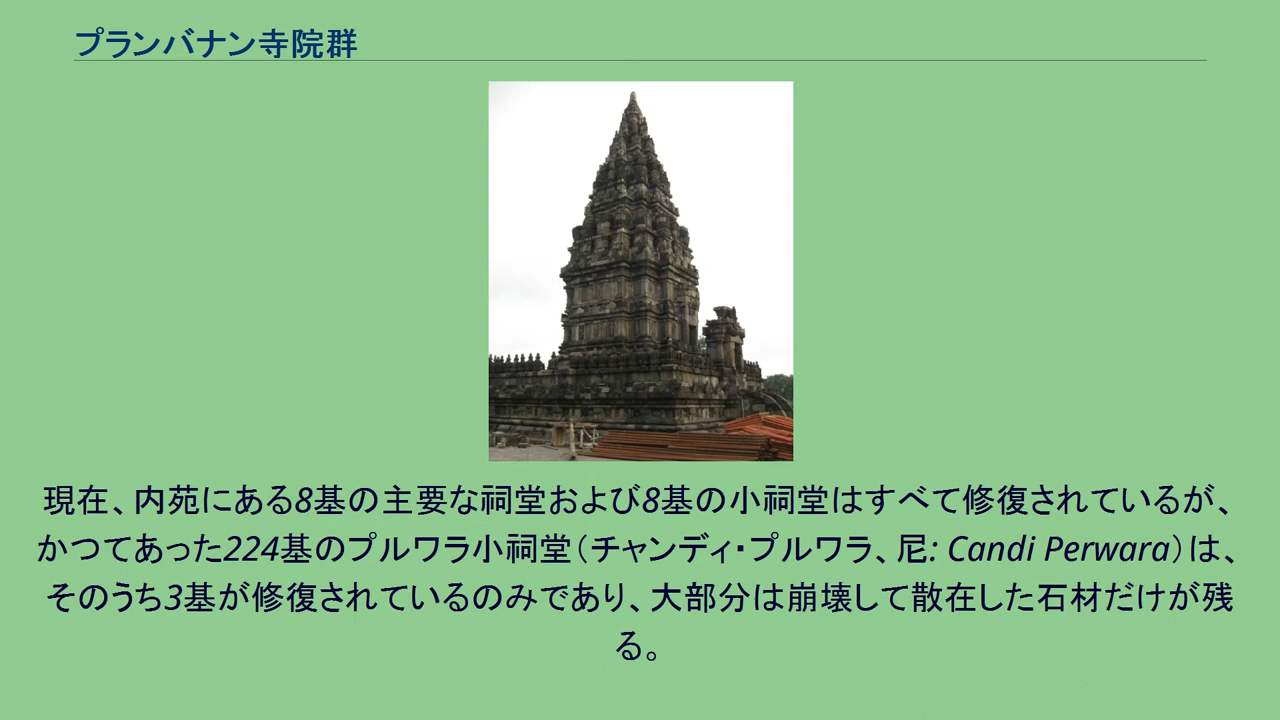 プランバナン寺院群
現在、内苑にある8基の主要な祠堂および8基の小祠堂はすべて修復されているが、
かつてあった224基のプルワラ小祠堂（チャンディ・プルワラ、尼: Candi Perwara）は、
そのうち3基が修復されているのみであり、大部分は崩壊して散在した石材だけが残
る。